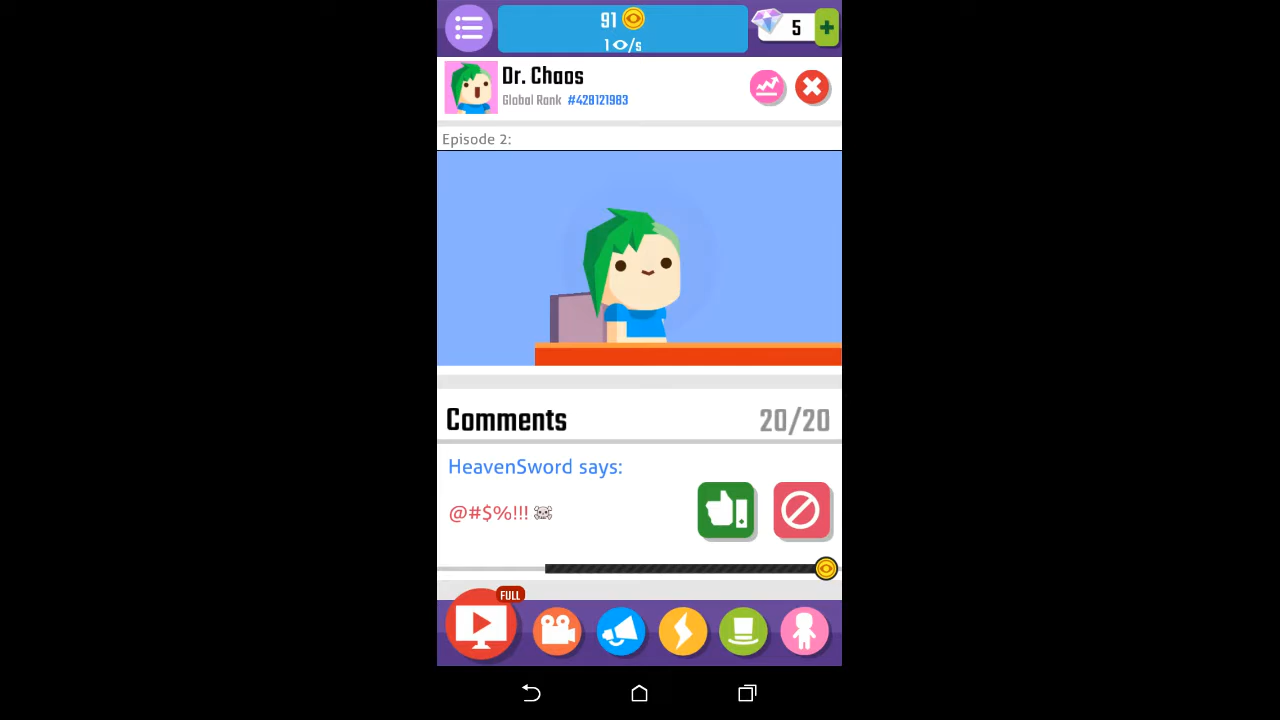 91
1 /s
5
Dr. Chaos
Global Rank #428121983
Episode 2:
Comments 20/20
HeavenSword says:
@#$%!!! ☠
FULL